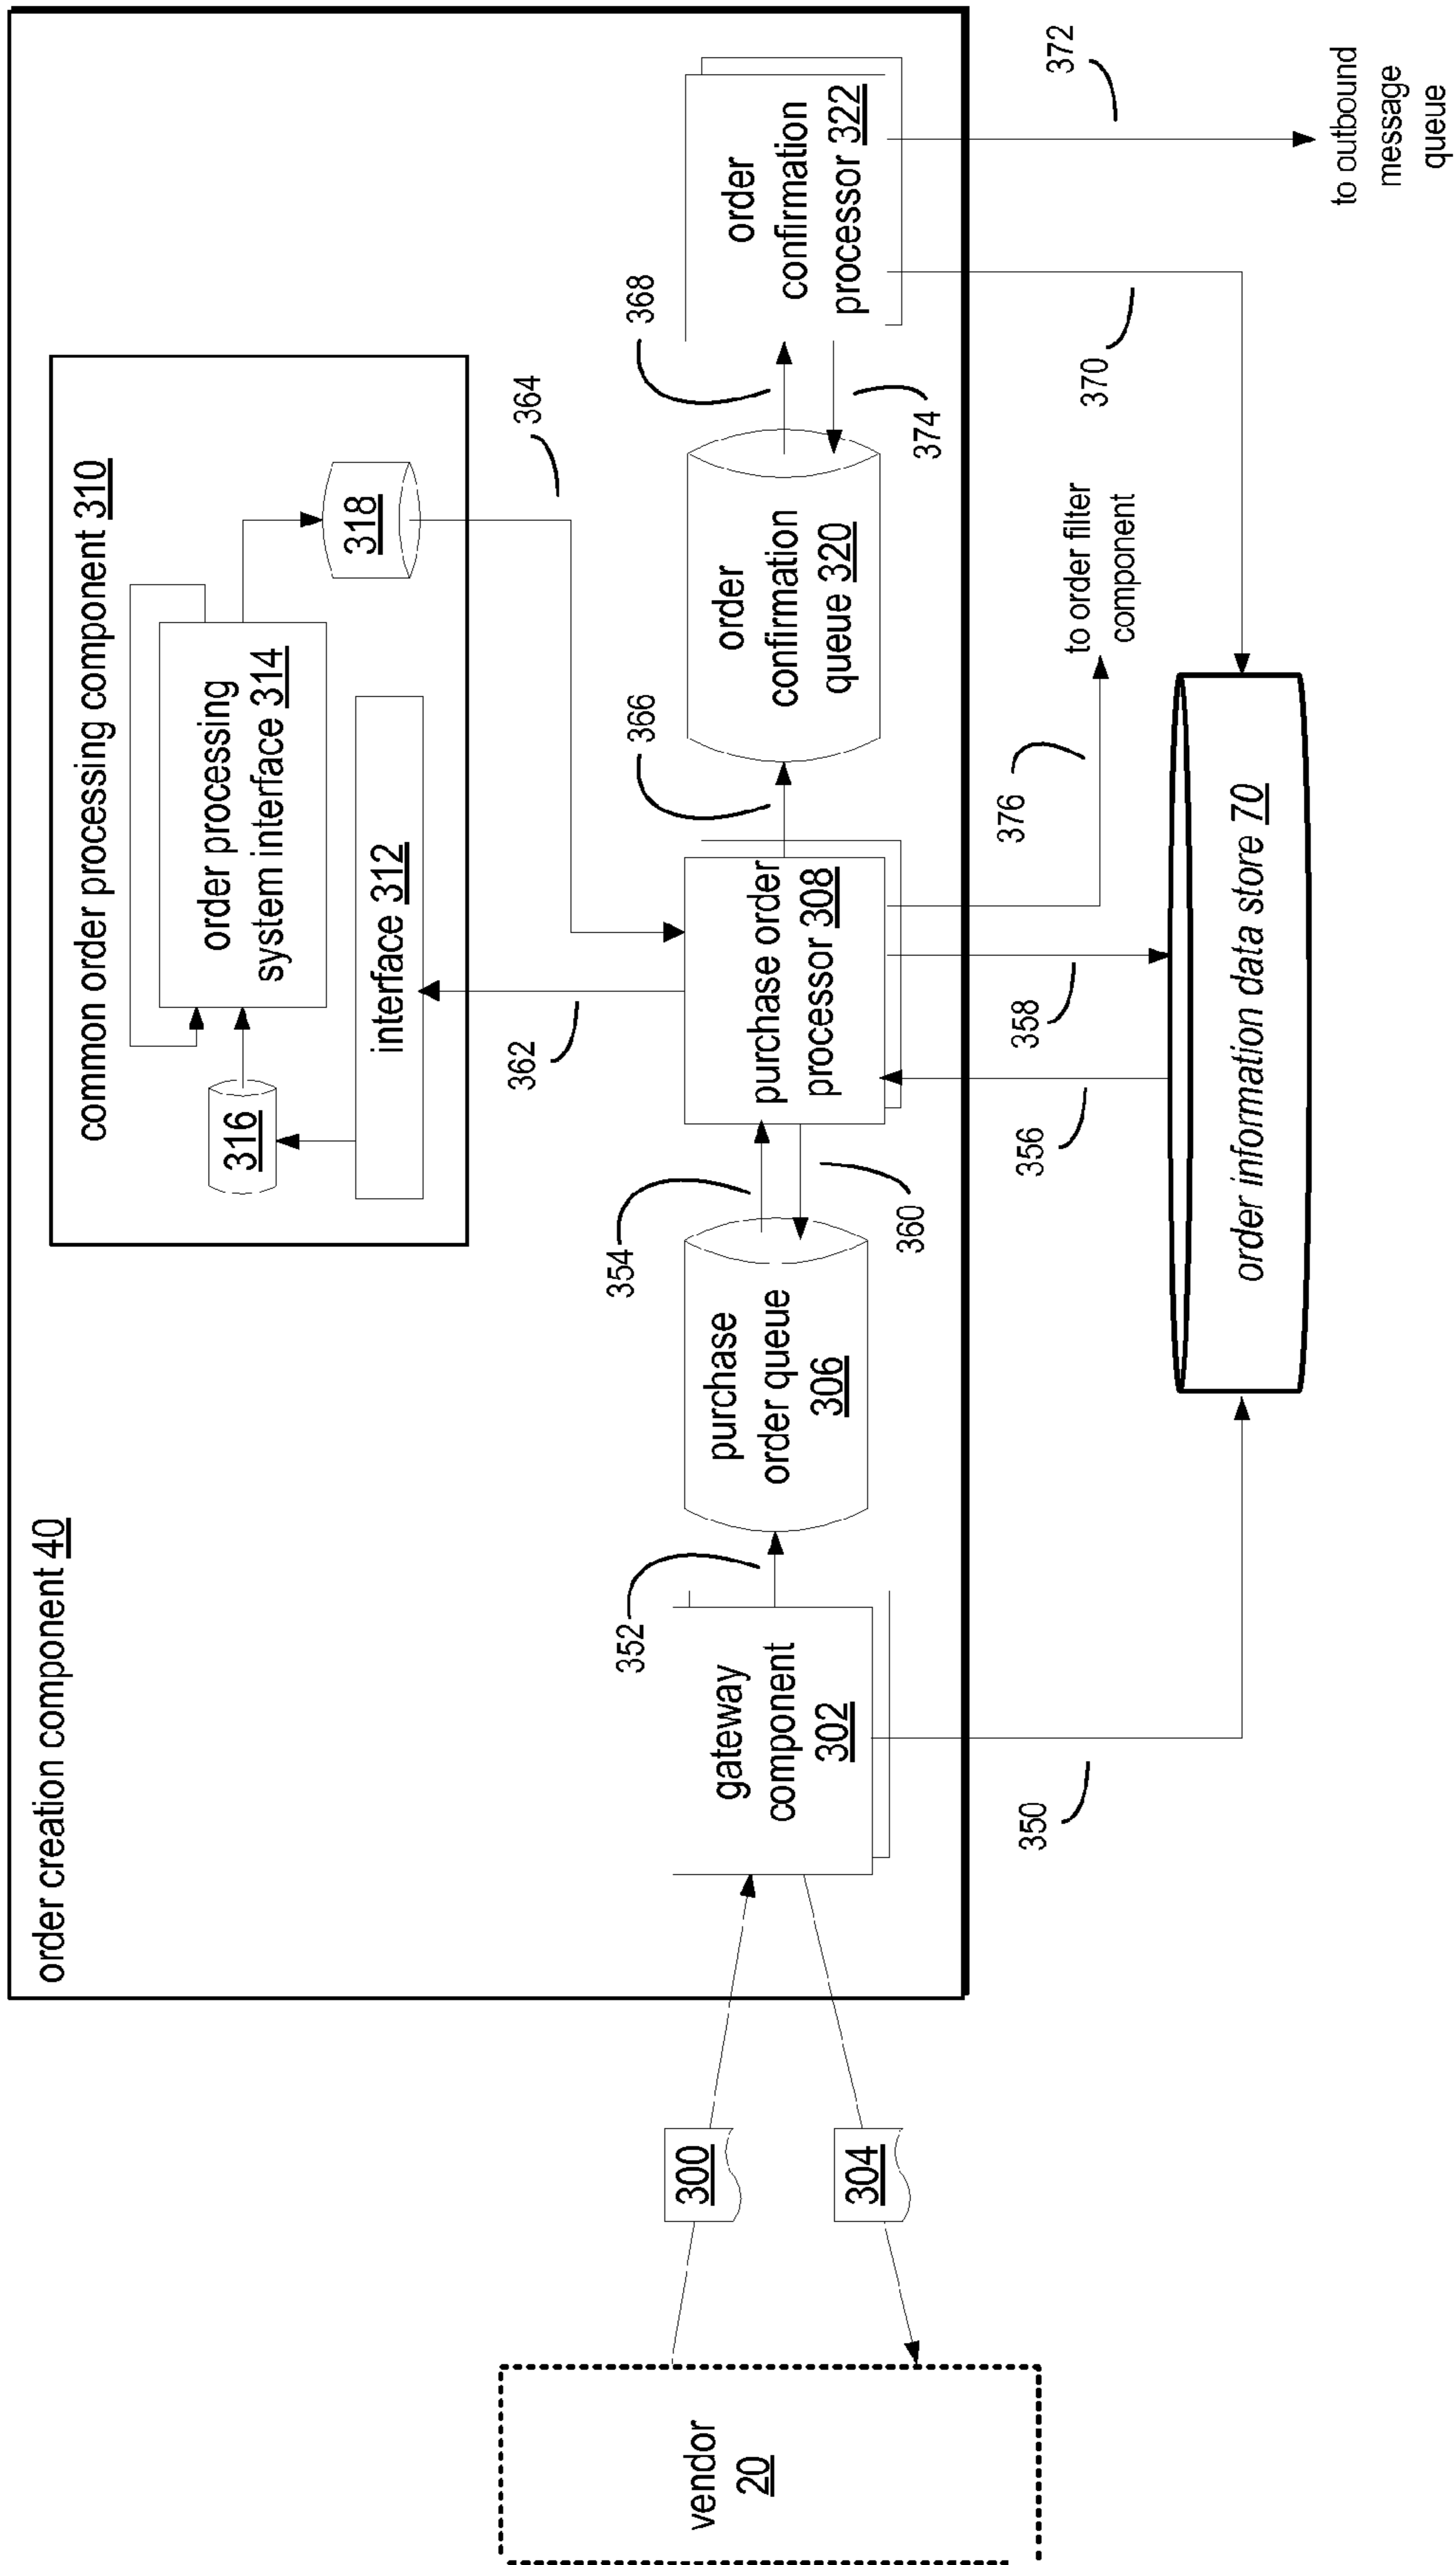 order creation component 40
common order processing component 310
order processing
system interface 314
316
318
interface 312
364
362
vendor
20
300
304
gateway
component
302
352
purchase
order queue
306
354
360
purchase order
processor 308
366
order
confirmation
queue 320
368
374
order
confirmation
processor 322
350
356
358
376
to order filter
component
370
372
to outbound
message
queue
order information data store 70